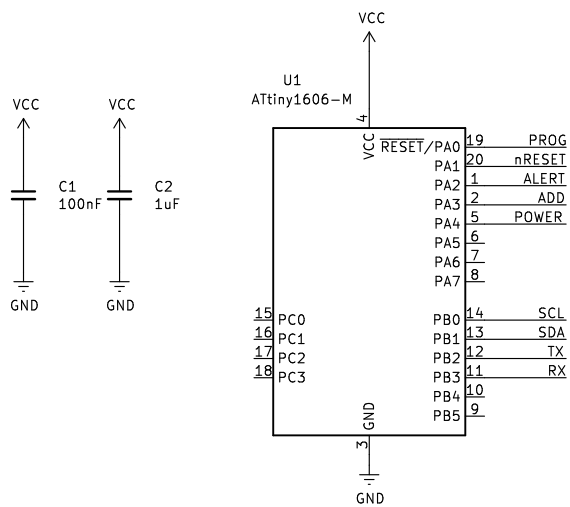 VCC
U1
ATtiny1606-M
VCC
VCC
4
VCC
RESET/PA0 19 PROG
PA1 20 nRESET
PA2 1 ALERT
PA3 2 ADD
PA4 5 POWER
PA5 6
PA6 7
PA7 8
C1
100nF
C2
1uF
GND
GND
15 PC0
16 PC1
17 PC2
18 PC3
PB0 14 SCL
PB1 13 SDA
PB2 12 TX
PB3 11 RX
PB4 10
PB5 9
GND
3
GND